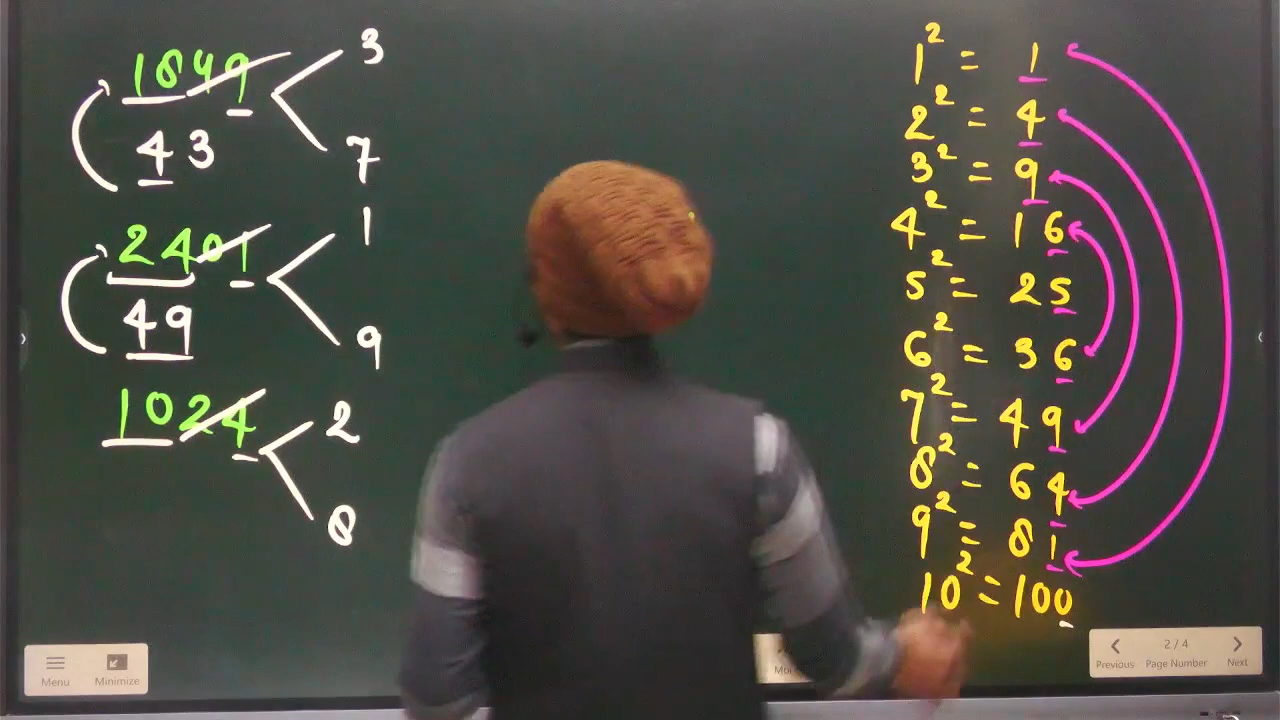 1849
3
7
43
2401
1
9
49
1024
2
8
1² = 1
2² = 4
3² = 9
4² = 16
5² = 25
6² = 36
7² = 49
8² = 64
9² = 81
10² = 100
Menu
Minimize
Previous
2 / 4
Page Number
Next